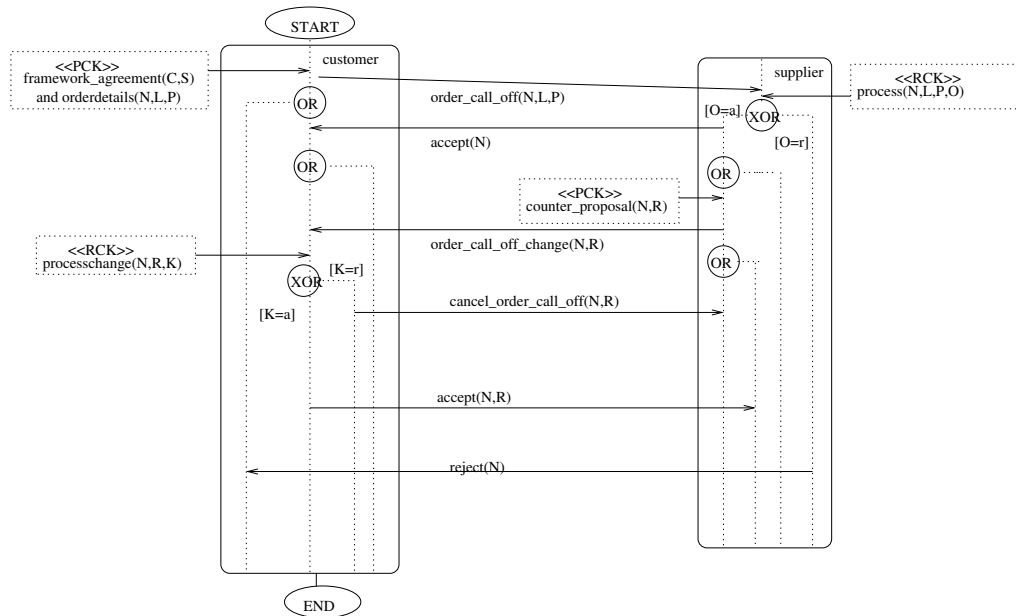 START
customer
<<PCK>>
framework_agreement(C,S)
and orderdetails(N,L,P)
supplier
<<RCK>>
process(N,L,P,O)
order_call_off(N,L,P)
OR
[O=a]
XOR
accept(N)
[O=r]
OR
OR
<<PCK>>
counter_proposal(N,R)
<<RCK>>
processchange(N,R,K)
order_call_off_change(N,R)
OR
[K=r]
XOR
cancel_order_call_off(N,R)
[K=a]
accept(N,R)
reject(N)
END